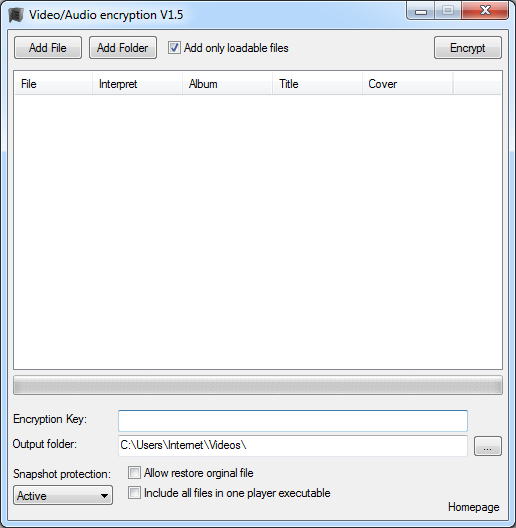 Video/Audio encryption V1.5
Add File Add Folder Add only loadable files Encrypt
File Interpret Album Title Cover
Encryption Key:
Output folder: C:\Users\Internet\Videos\ ...
Snapshot protection: Allow restore orginal file
Active Include all files in one player executable
Homepage